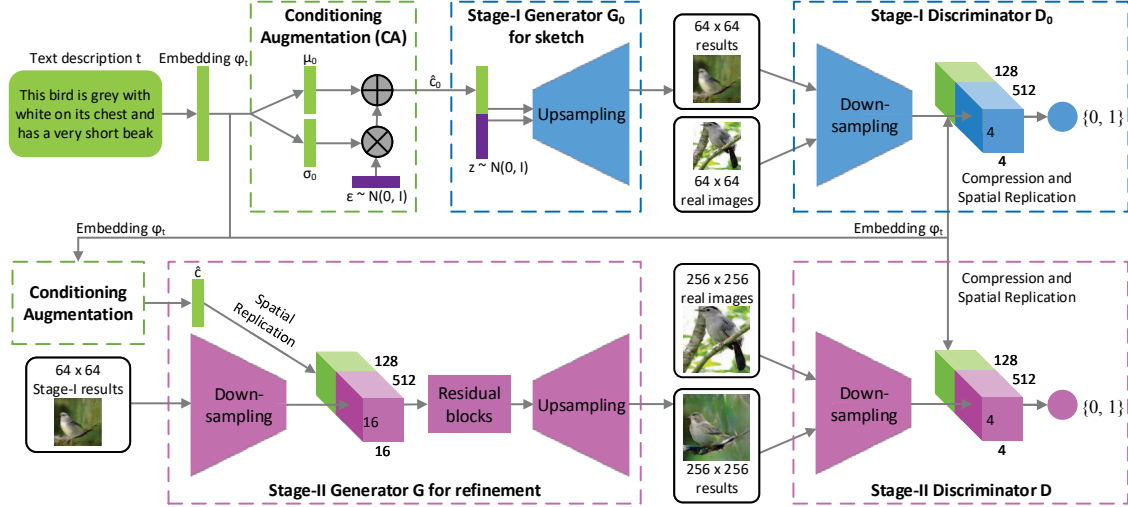 Text description t
This bird is grey with
white on its chest and
has a very short beak
Embedding φt
Conditioning
Augmentation (CA)
μ0
σ0
ε ~ N(0, I)
ĉ0
Stage-I Generator G0
for sketch
Upsampling
z ~ N(0, I)
64 x 64
results
64 x 64
real images
Stage-I Discriminator D0
Down-
sampling
128
512
4
4
{0, 1}
Compression and
Spatial Replication
Embedding φt
Embedding φt
Conditioning
Augmentation
ĉ
Spatial
Replication
64 x 64
Stage-I results
Down-
sampling
128
512
16
16
Residual
blocks
Upsampling
Stage-II Generator G for refinement
256 x 256
real images
256 x 256
results
Compression and
Spatial Replication
Down-
sampling
128
512
4
4
{0, 1}
Stage-II Discriminator D